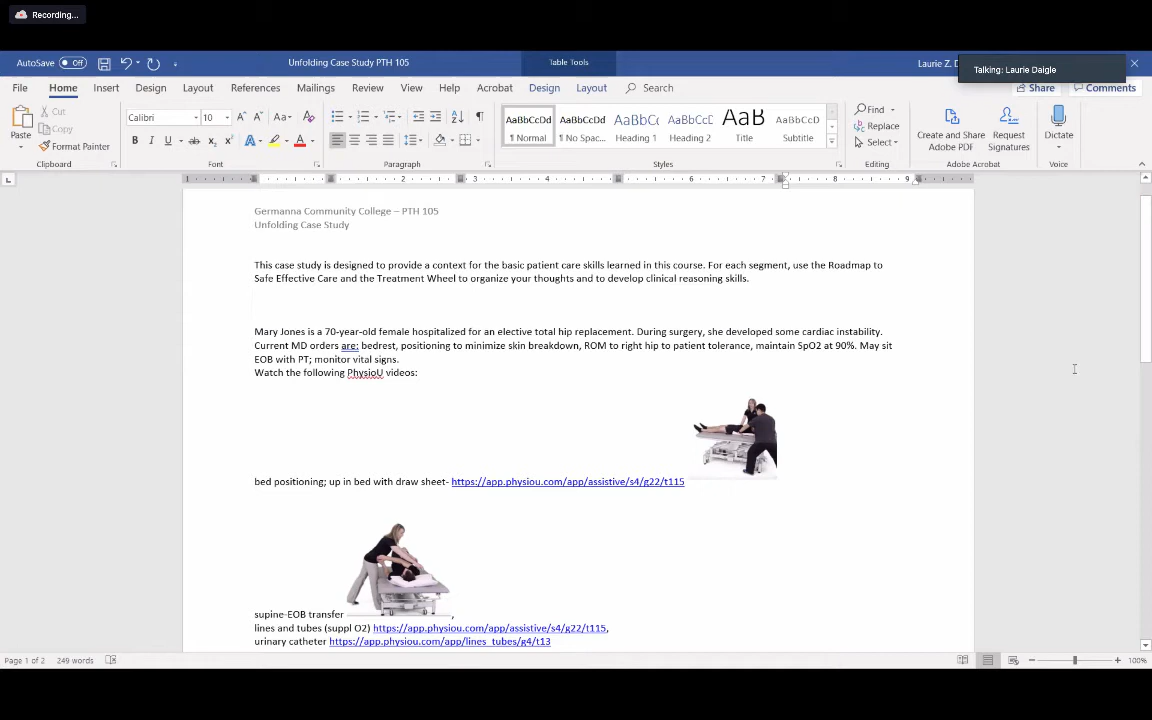 Recording...
AutoSave Off
Unfolding Case Study PTH 105
Table Tools
Laurie Z. D
Talking: Laurie Daigle
File Home Insert Design Layout References Mailings Review View Help Acrobat Design Layout Search
Share Comments
Paste
Cut
Copy
Format Painter
Clipboard
Calibri 10
Font
Paragraph
AaBbCcDd AaBbCcDd AaBbCc AaBbCcD AaB AaBbCcD
¶ Normal ¶ No Spac... Heading 1 Heading 2 Title Subtitle
Styles
Find
Replace
Select
Editing
Create and Share
Adobe PDF
Request
Signatures
Adobe Acrobat
Dictate
Voice
1 2 3 4 5 6 7 8 9
Germanna Community College – PTH 105
Unfolding Case Study
This case study is designed to provide a context for the basic patient care skills learned in this course. For each segment, use the Roadmap to
Safe Effective Care and the Treatment Wheel to organize your thoughts and to develop clinical reasoning skills.
Mary Jones is a 70-year-old female hospitalized for an elective total hip replacement. During surgery, she developed some cardiac instability.
Current MD orders are: bedrest, positioning to minimize skin breakdown, ROM to right hip to patient tolerance, maintain SpO2 at 90%. May sit
EOB with PT; monitor vital signs.
Watch the following PhysioU videos:
bed positioning; up in bed with draw sheet- https://app.physiou.com/app/assistive/s4/g22/t115
supine-EOB transfer ,
lines and tubes (suppl O2) https://app.physiou.com/app/assistive/s4/g22/t115,
urinary catheter https://app.physiou.com/app/lines_tubes/g4/t13
Page 1 of 2 249 words
100%